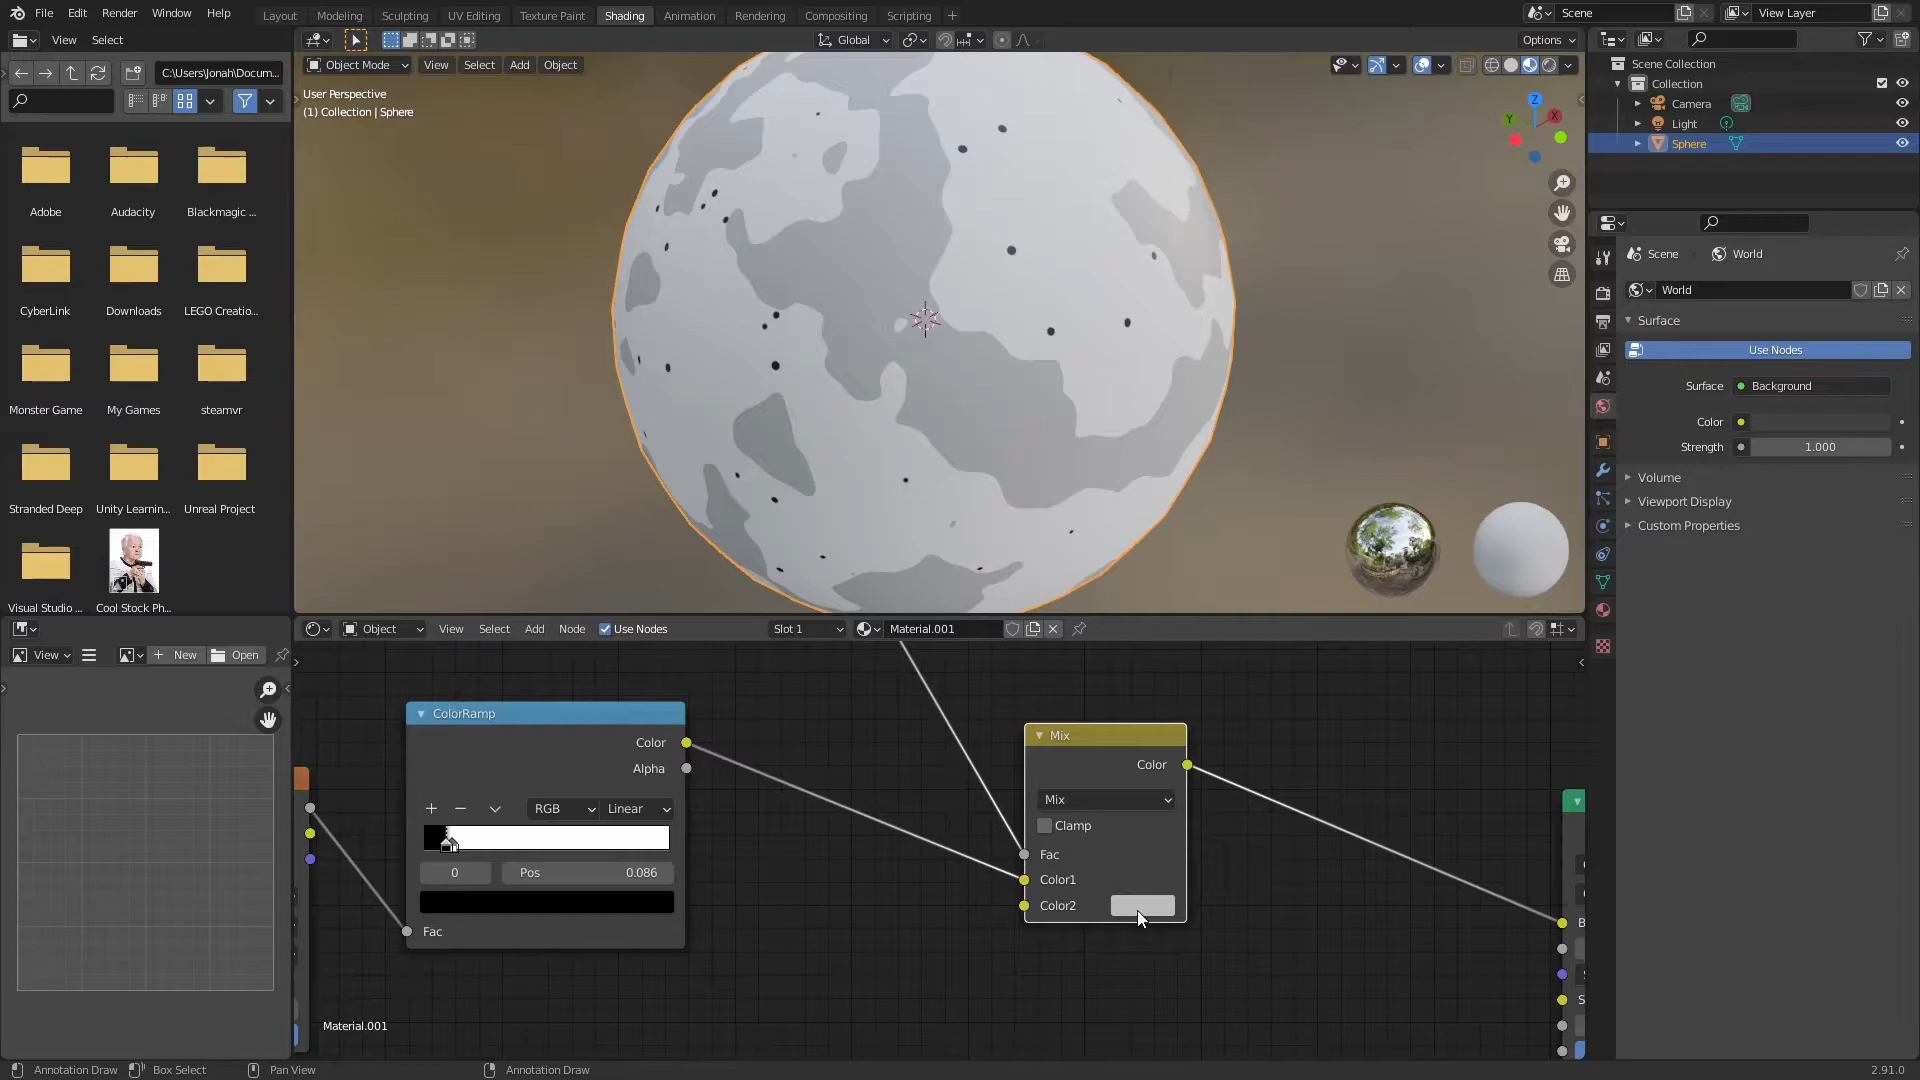 File Edit Render Window Help Layout Modeling Sculpting UV Editing Texture Paint Shading Animation Rendering Compositing Scripting Scene View Layer
View Select Global Options
C:\Users\Jonah\Docum...
Object Mode View Select Add Object
User Perspective
(1) Collection | Sphere
Z
Y
X
Scene Collection
Collection
Camera
Light
Sphere
Adobe Audacity Blackmagic ...
CyberLink Downloads LEGO Creatio...
Monster Game My Games steamvr
Stranded Deep Unity Learnin... Unreal Project
Visual Studio ... Cool Stock Ph...
Scene World
World
Surface
Use Nodes
Surface Background
Color
Strength 1.000
Volume
Viewport Display
Custom Properties
View New Open
Object View Select Add Node Use Nodes Slot 1 Material.001
ColorRamp
Color
Alpha
RGB Linear
0 Pos 0.086
Fac
Mix
Color
Mix
Clamp
Fac
Color1
Color2
B
S
Material.001
Annotation Draw Box Select Pan View Annotation Draw 2.91.0